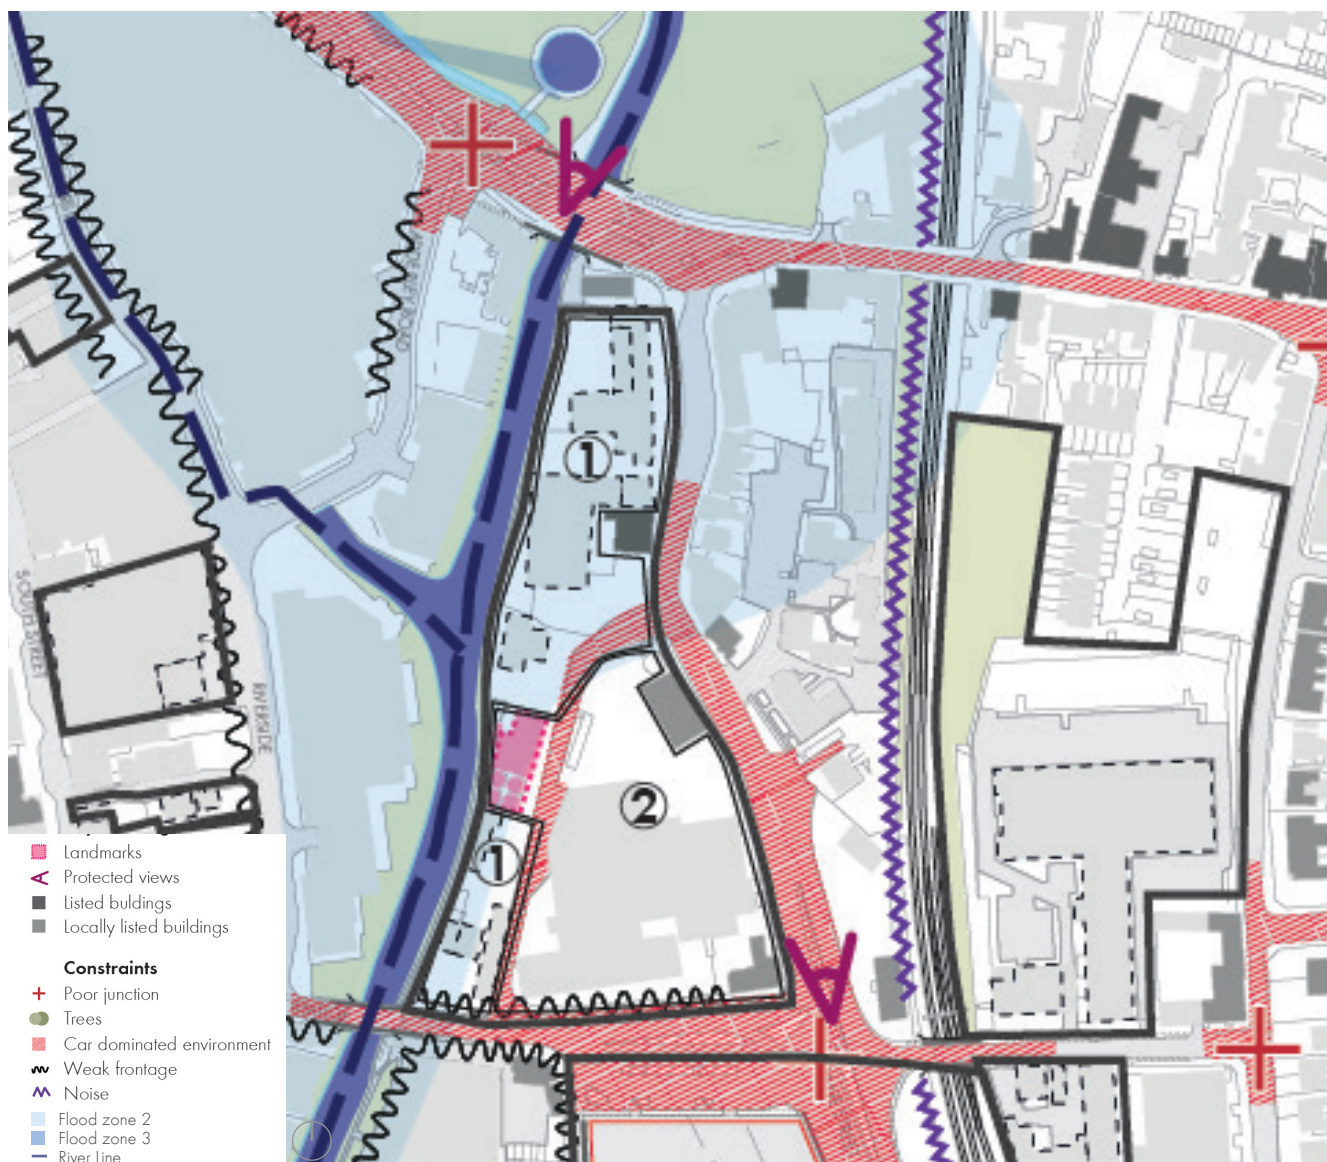 1
SOUTH STREET
RIVERSIDE
2
1
Landmarks
Protected views
Listed buldings
Locally listed buildings
Constraints
Poor junction
Trees
Car dominated environment
Weak frontage
Noise
Flood zone 2
Flood zone 3
River Line